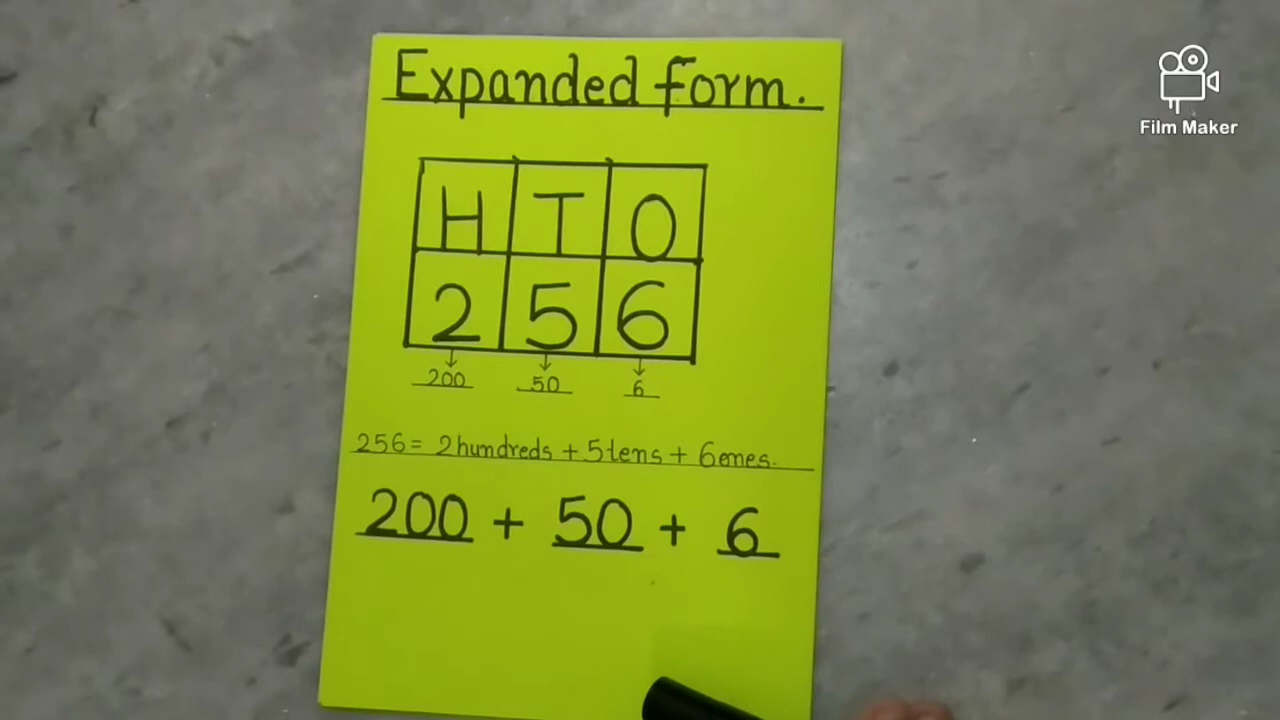 Expanded form.
Film Maker
H T O
2 5 6
200 50 6
256 = 2 hundreds + 5 tens + 6 ones.
200 + 50 + 6